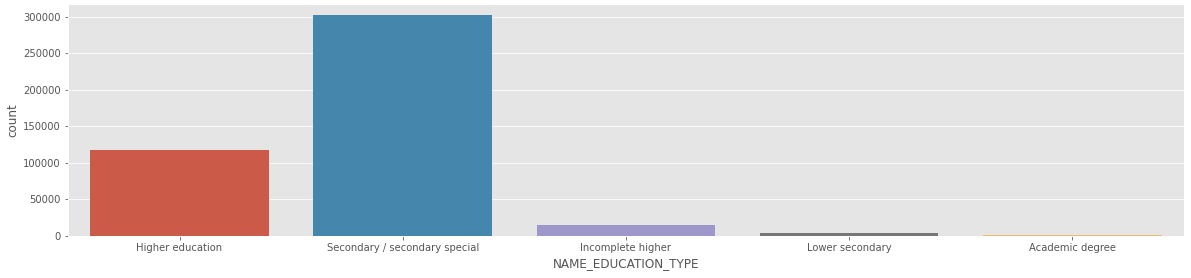 300000
250000
200000
150000
100000
50000
0
count
Higher education
Secondary / secondary special
Incomplete higher
Lower secondary
Academic degree
NAME_EDUCATION_TYPE